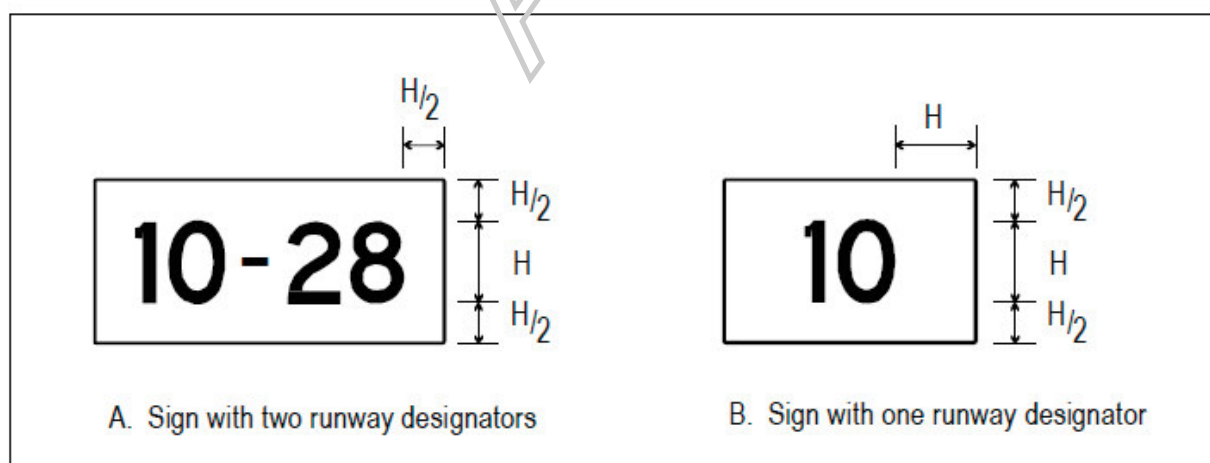 H/2
H
10-28
H/2
H
H/2
10
H/2
H
H/2
A. Sign with two runway designators
B. Sign with one runway designator